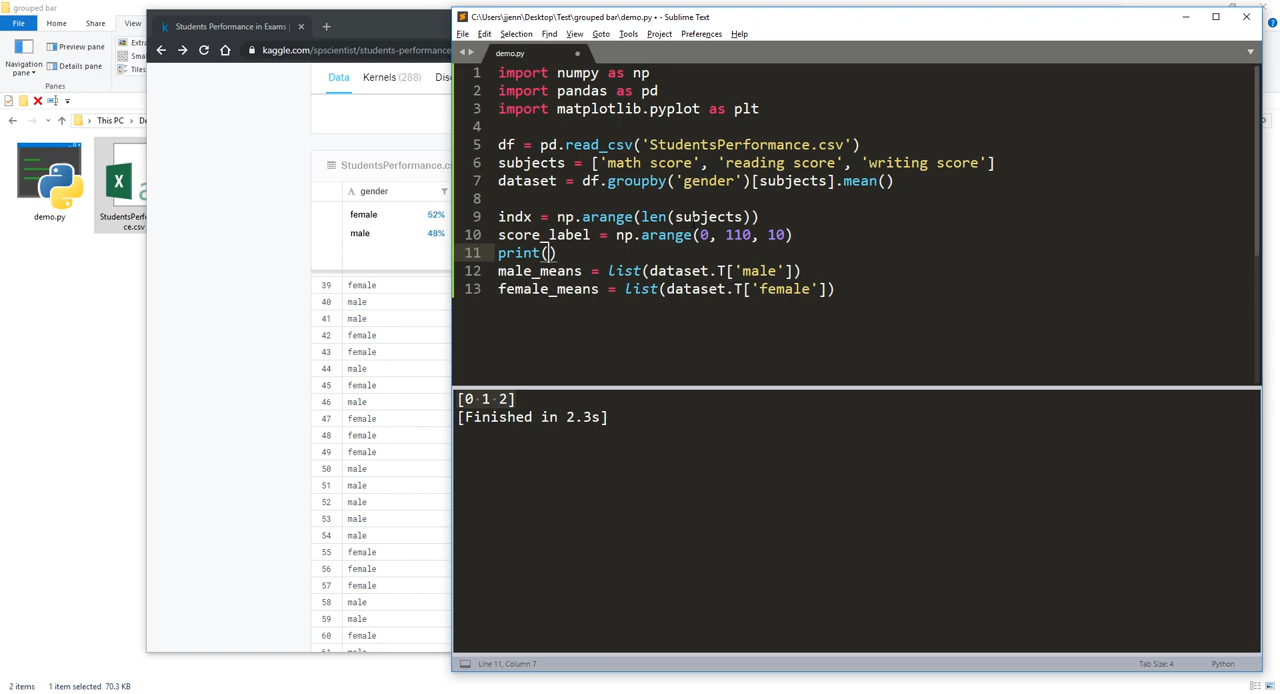 grouped bar
File Home Share View
Navigation pane
Preview pane
Details pane
Panes
This PC
demo.py
StudentsPerformance.csv
Students Performance in Exams |
kaggle.com/spscientist/students-performance
Data Kernels (288)
StudentsPerformance.cs
gender
female 52%
male 48%
39 female
40 male
41 male
42 female
43 female
44 male
45 female
46 male
47 female
48 female
49 female
50 male
51 male
52 male
53 male
54 male
55 female
56 female
57 female
58 male
59 male
60 female
C:\Users\jjenn\Desktop\Test\grouped bar\demo.py • - Sublime Text
File Edit Selection Find View Goto Tools Project Preferences Help
demo.py
1 import numpy as np
2 import pandas as pd
3 import matplotlib.pyplot as plt
4
5 df = pd.read_csv('StudentsPerformance.csv')
6 subjects = ['math score', 'reading score', 'writing score']
7 dataset = df.groupby('gender')[subjects].mean()
8
9 indx = np.arange(len(subjects))
10 score_label = np.arange(0, 110, 10)
11 print()
12 male_means = list(dataset.T['male'])
13 female_means = list(dataset.T['female'])
[0 1 2]
[Finished in 2.3s]
Line 11, Column 7 Tab Size: 4 Python
2 items 1 item selected 70.3 KB